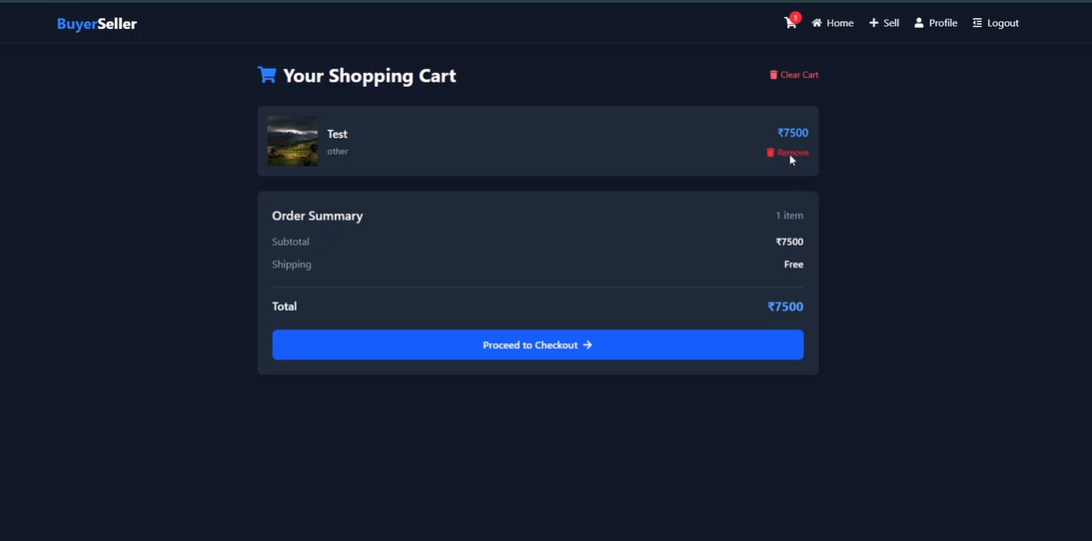 BuyerSeller
1 Home Sell Profile Logout
Your Shopping Cart
Clear Cart
Test
other
₹7500
Remove
Order Summary 1 item
Subtotal ₹7500
Shipping Free
Total ₹7500
Proceed to Checkout →